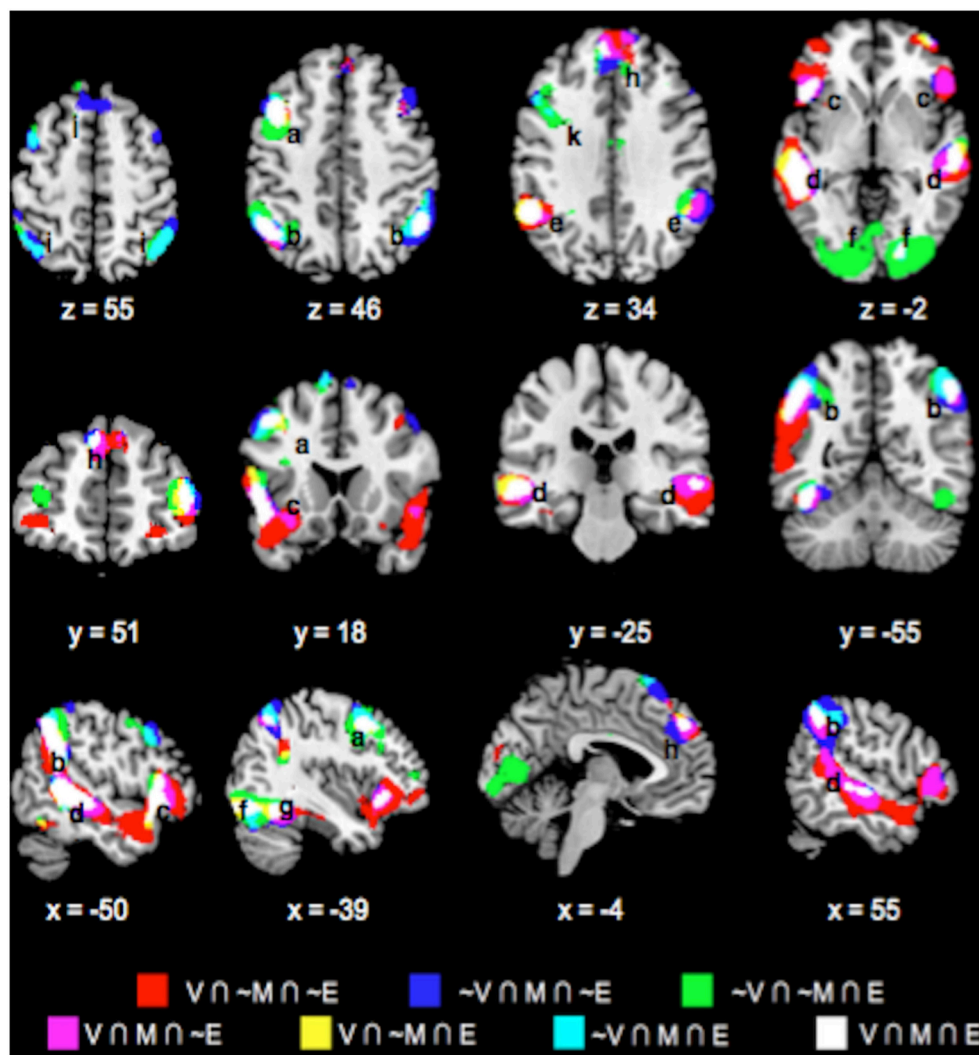 j i i
a b b
h k e e
c c d d f f
z = 55 z = 46 z = 34 z = -2
h
a c
d d
b b
y = 51 y = 18 y = -25 y = -55
b d c
a f g
h
b d
x = -50 x = -39 x = -4 x = 55
V ∩ ~M ∩ ~E ~V ∩ M ∩ ~E ~V ∩ ~M ∩ E
V ∩ M ∩ ~E V ∩ ~M ∩ E ~V ∩ M ∩ E V ∩ M ∩ E